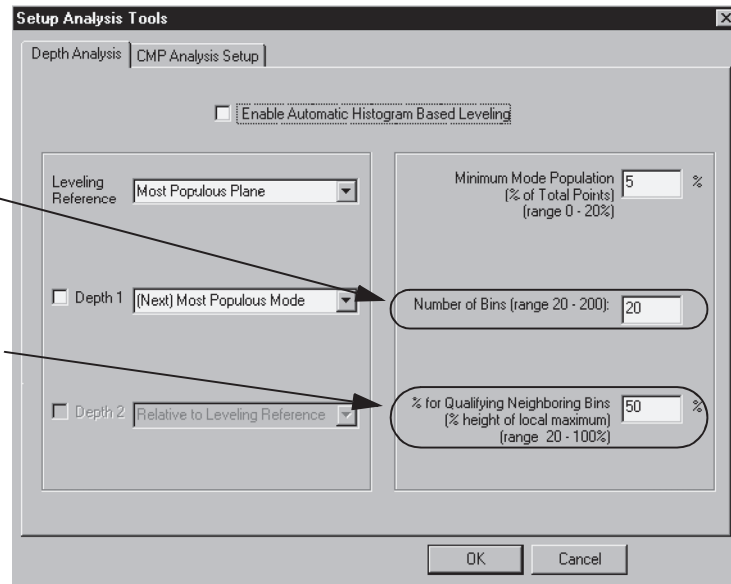 Setup Analysis Tools
Depth Analysis
CMP Analysis Setup
Enable Automatic Histogram Based Leveling
Leveling
Reference
Most Populous Plane
Depth 1
(Next) Most Populous Mode
Depth 2
Relative to Leveling Reference
Minimum Mode Population
(% of Total Points)
(range 0 - 20%)
5
%
Number of Bins (range 20 - 200):
20
% for Qualifying Neighboring Bins
(% height of local maximum)
(range 20 - 100%)
50
%
OK
Cancel